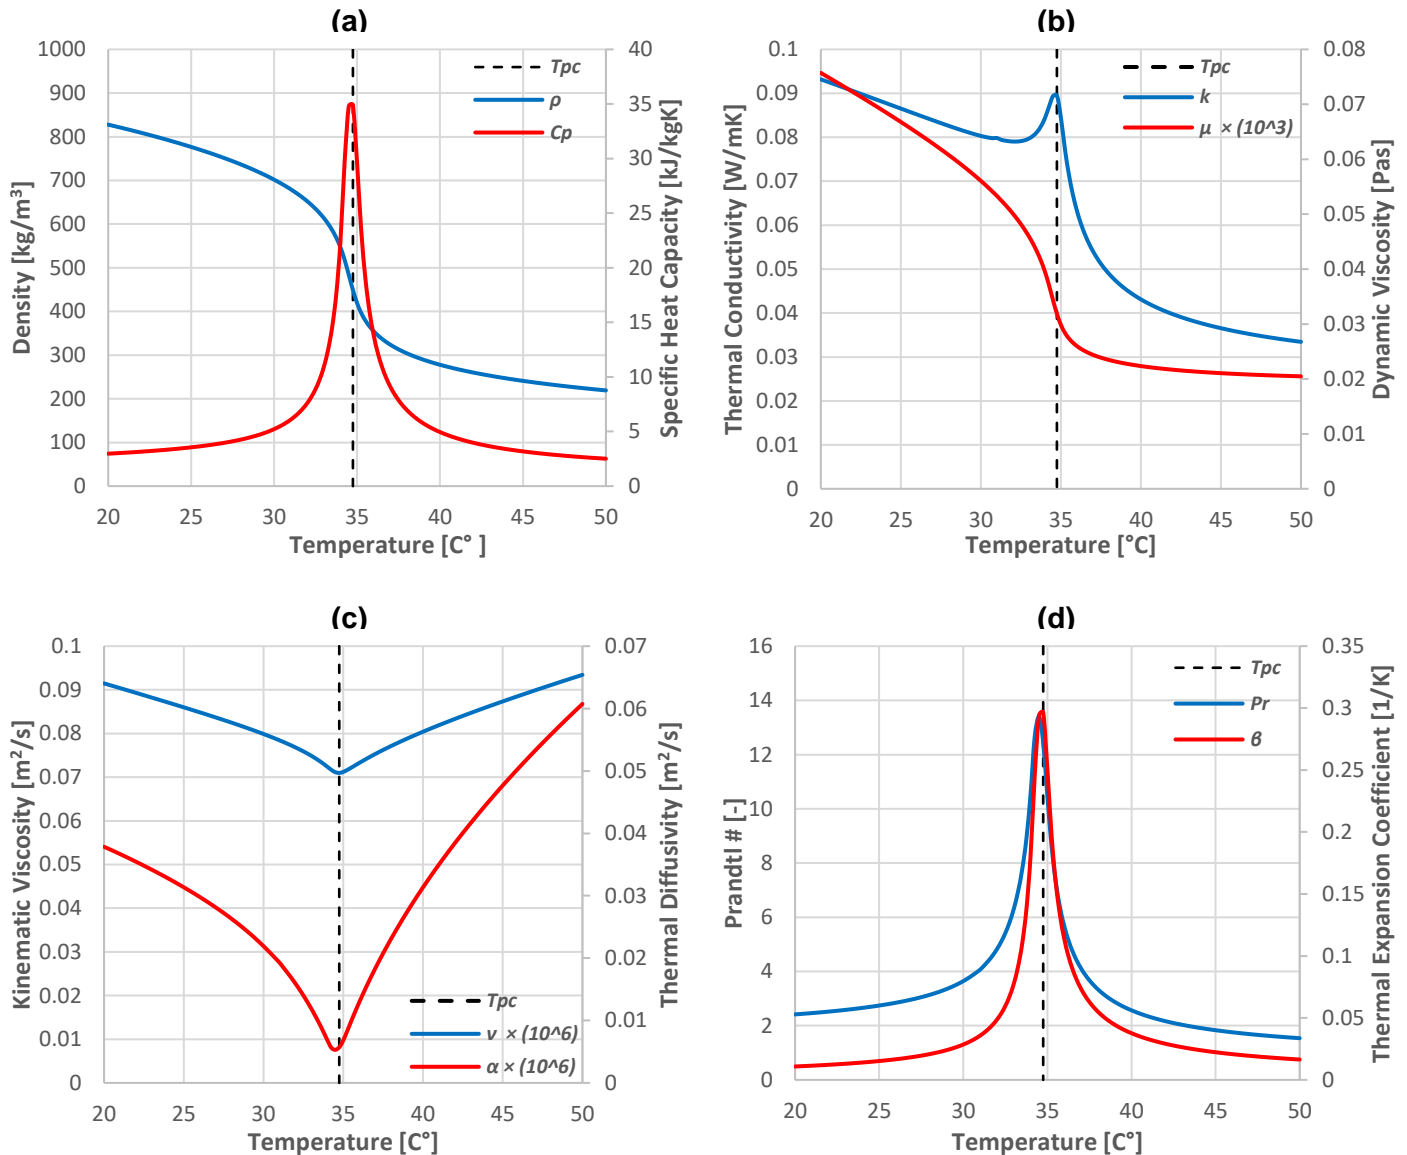 (a)
1000
900
800
700
600
500
400
300
200
100
0
Density [kg/m³]
40
35
30
25
20
15
10
5
0
Specific Heat Capacity [kJ/kgK]
Tpc
ρ
Cp
20 25 30 35 40 45 50
Temperature [C° ]
(b)
0.1
0.09
0.08
0.07
0.06
0.05
0.04
0.03
0.02
0.01
0
Thermal Conductivity [W/mK]
0.08
0.07
0.06
0.05
0.04
0.03
0.02
0.01
0
Dynamic Viscosity [Pas]
Tpc
k
μ × (10^3)
20 25 30 35 40 45 50
Temperature [°C]
(c)
0.1
0.09
0.08
0.07
0.06
0.05
0.04
0.03
0.02
0.01
0
Kinematic Viscosity [m²/s]
0.07
0.06
0.05
0.04
0.03
0.02
0.01
0
Thermal Diffusivity [m²/s]
Tpc
ν × (10^6)
α × (10^6)
20 25 30 35 40 45 50
Temperature [C°]
(d)
16
14
12
10
8
6
4
2
0
Prandtl # [-]
0.35
0.3
0.25
0.2
0.15
0.1
0.05
0
Thermal Expansion Coefficient [1/K]
Tpc
Pr
β
20 25 30 35 40 45 50
Temperature [C°]